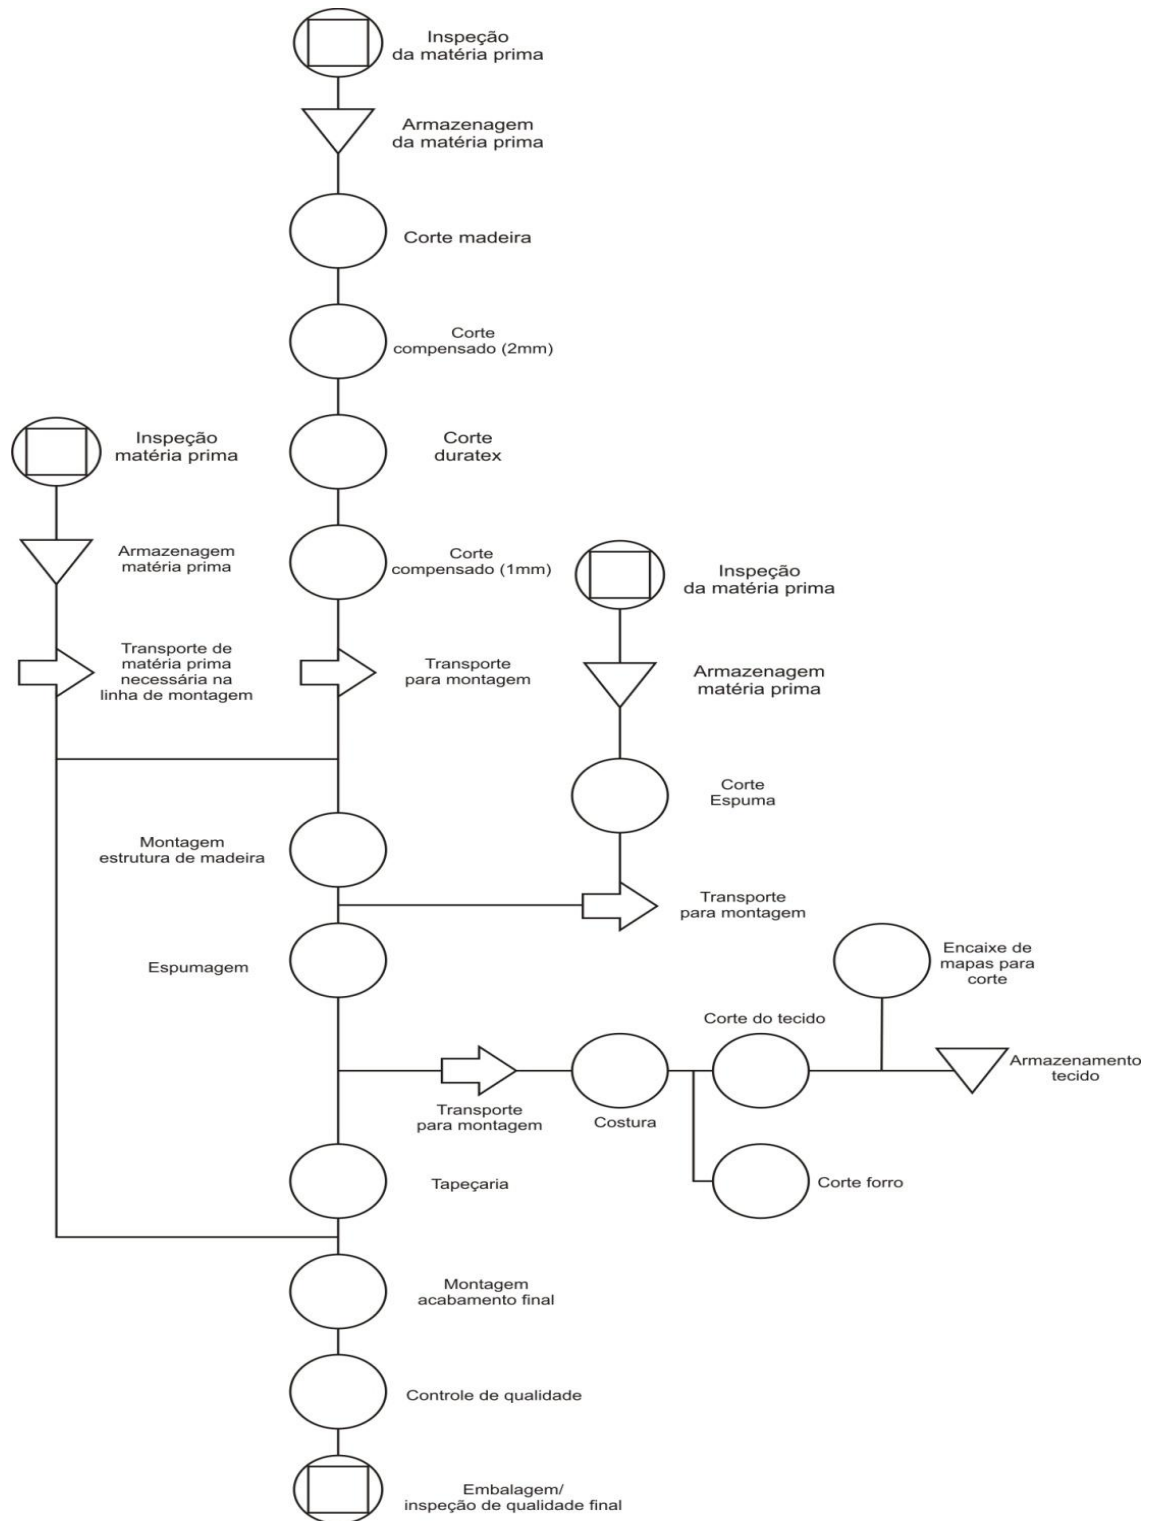 Inspeção
da matéria prima
Armazenagem
da matéria prima
Corte madeira
Corte
compensado (2mm)
Inspeção
matéria prima
Corte
duratex
Armazenagem
matéria prima
Corte
compensado (1mm)
Inspeção
da matéria prima
Transporte de
matéria prima
necessária na
linha de montagem
Transporte
para montagem
Armazenagem
matéria prima
Corte
Espuma
Montagem
estrutura de madeira
Transporte
para montagem
Espumagem
Encaixe de
mapas para
corte
Corte do tecido
Armazenamento
tecido
Transporte
para montagem
Costura
Tapeçaria
Corte forro
Montagem
acabamento final
Controle de qualidade
Embalagem/
inspeção de qualidade final